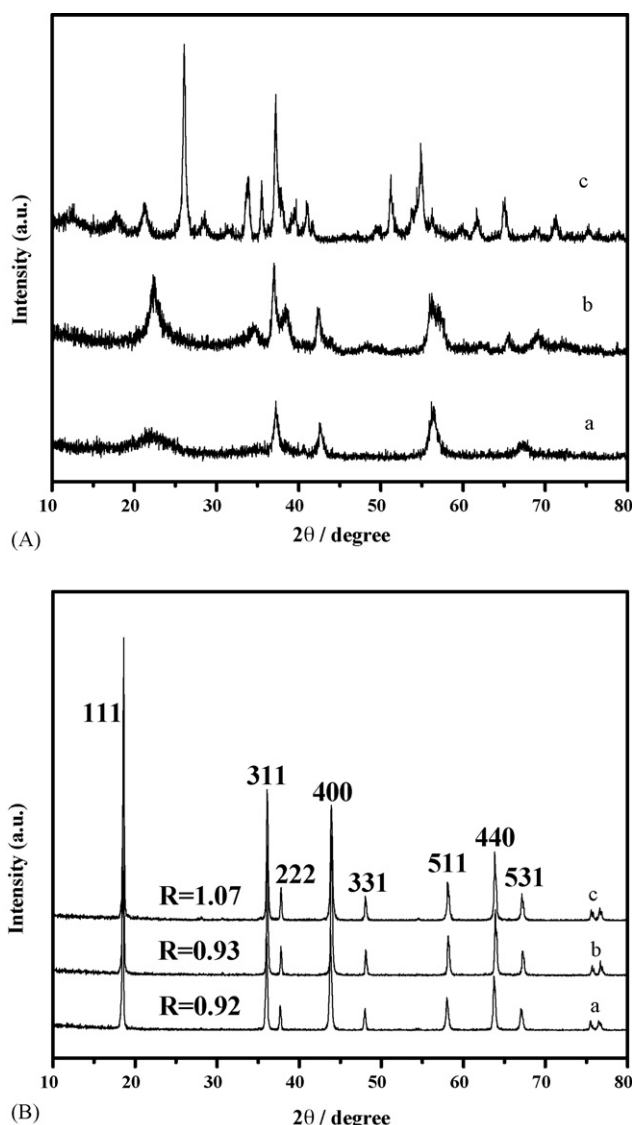 c
b
a
Intensity (a.u.)
10 20 30 40 50 60 70 80
2θ / degree
(A)
111
311
400
222
331
511
440
531
R=1.07
c
R=0.93
b
R=0.92
a
Intensity (a.u.)
10 20 30 40 50 60 70 80
2θ / degree
(B)